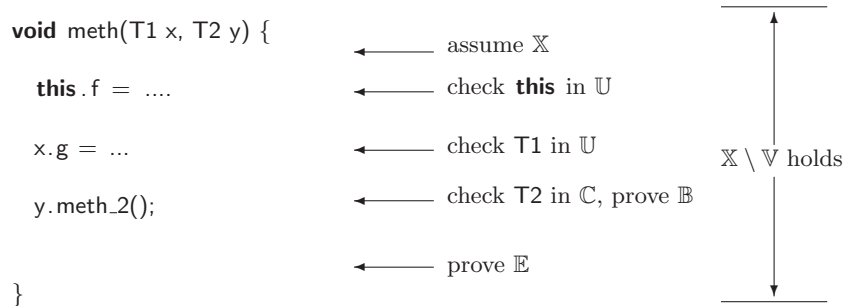 void meth(T1 x, T2 y) {
assume 𝕏
this.f = ....
check this in 𝕌
x.g = ...
check T1 in 𝕌
𝕏 \ 𝕍 holds
y.meth_2();
check T2 in ℂ, prove 𝔹
prove 𝔼
}